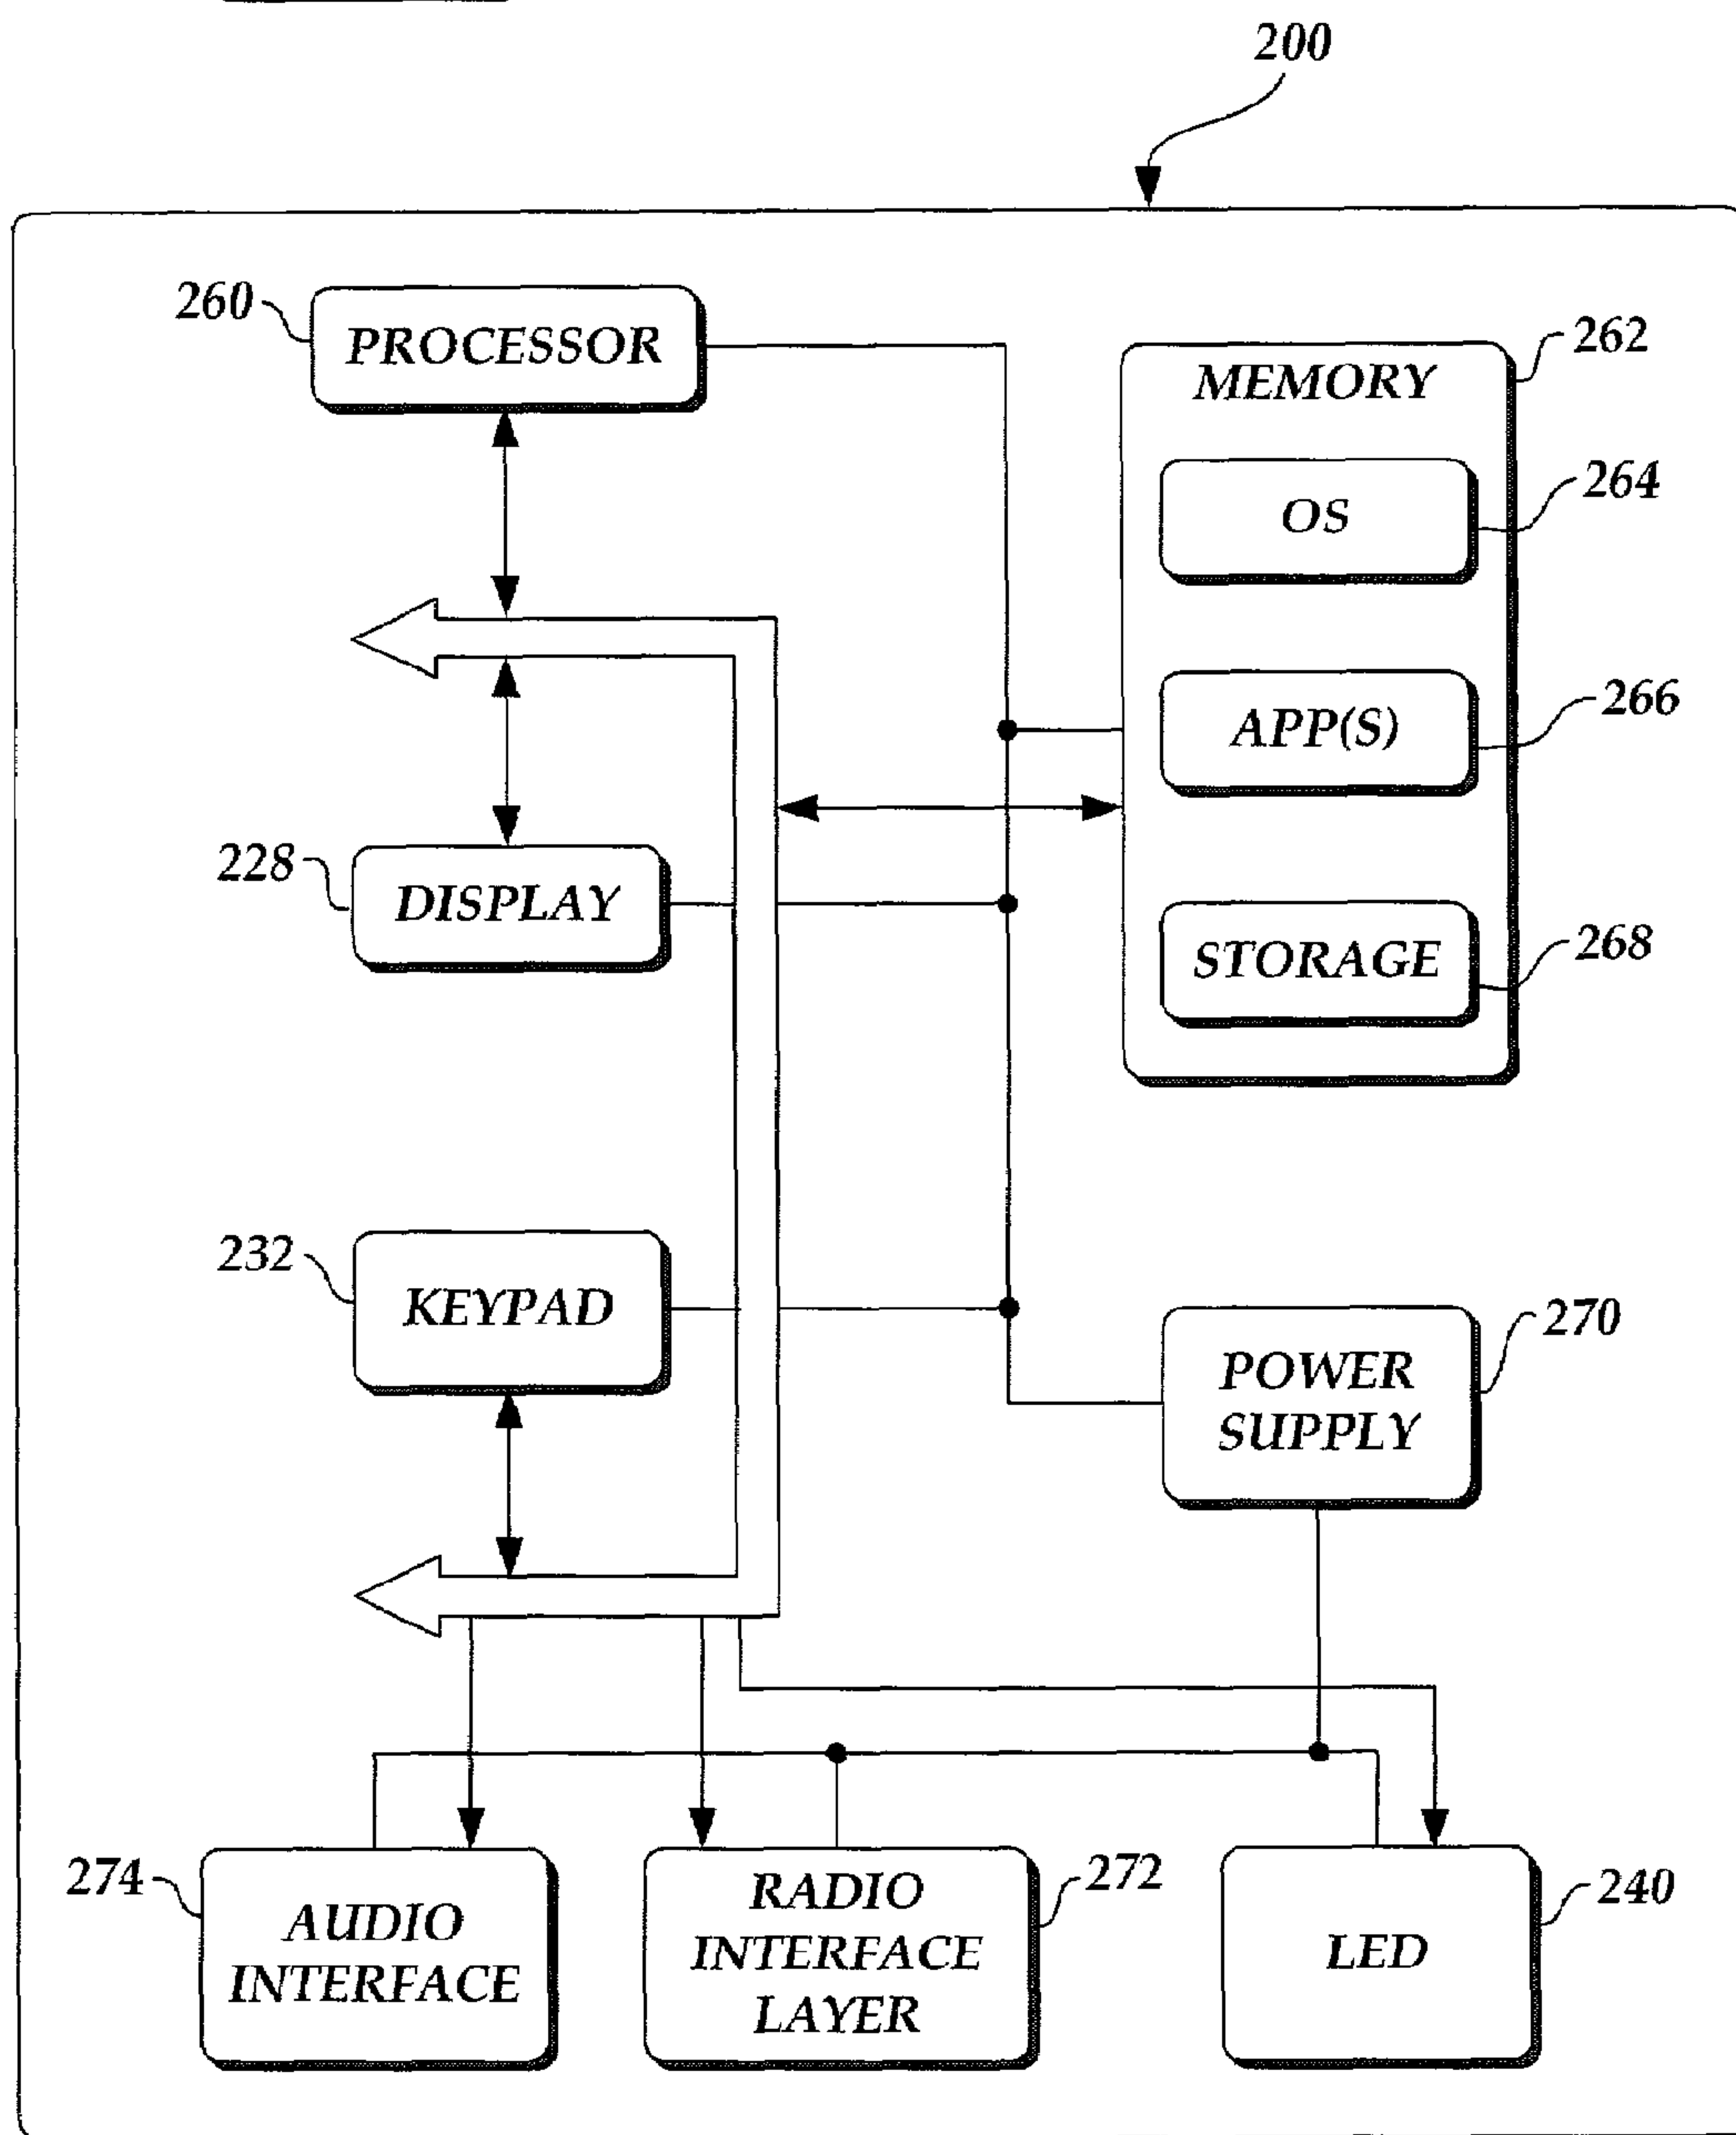 200
260
PROCESSOR
262
MEMORY
OS
264
APP(S)
266
228
DISPLAY
STORAGE
268
232
KEYPAD
270
POWER
SUPPLY
274
AUDIO
INTERFACE
RADIO
INTERFACE
LAYER
272
LED
240